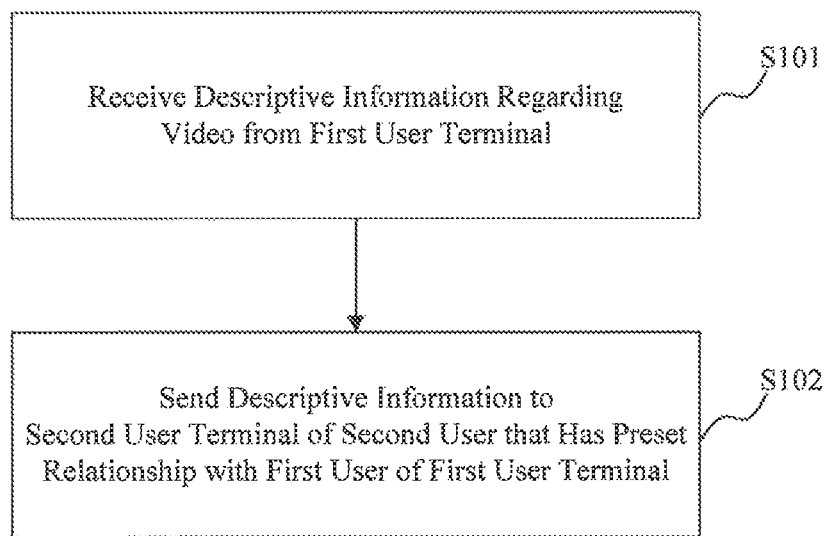 S101
Receive Descriptive Information Regarding
Video from First User Terminal
S102
Send Descriptive Information to
Second User Terminal of Second User that Has Preset
Relationship with First User of First User Terminal